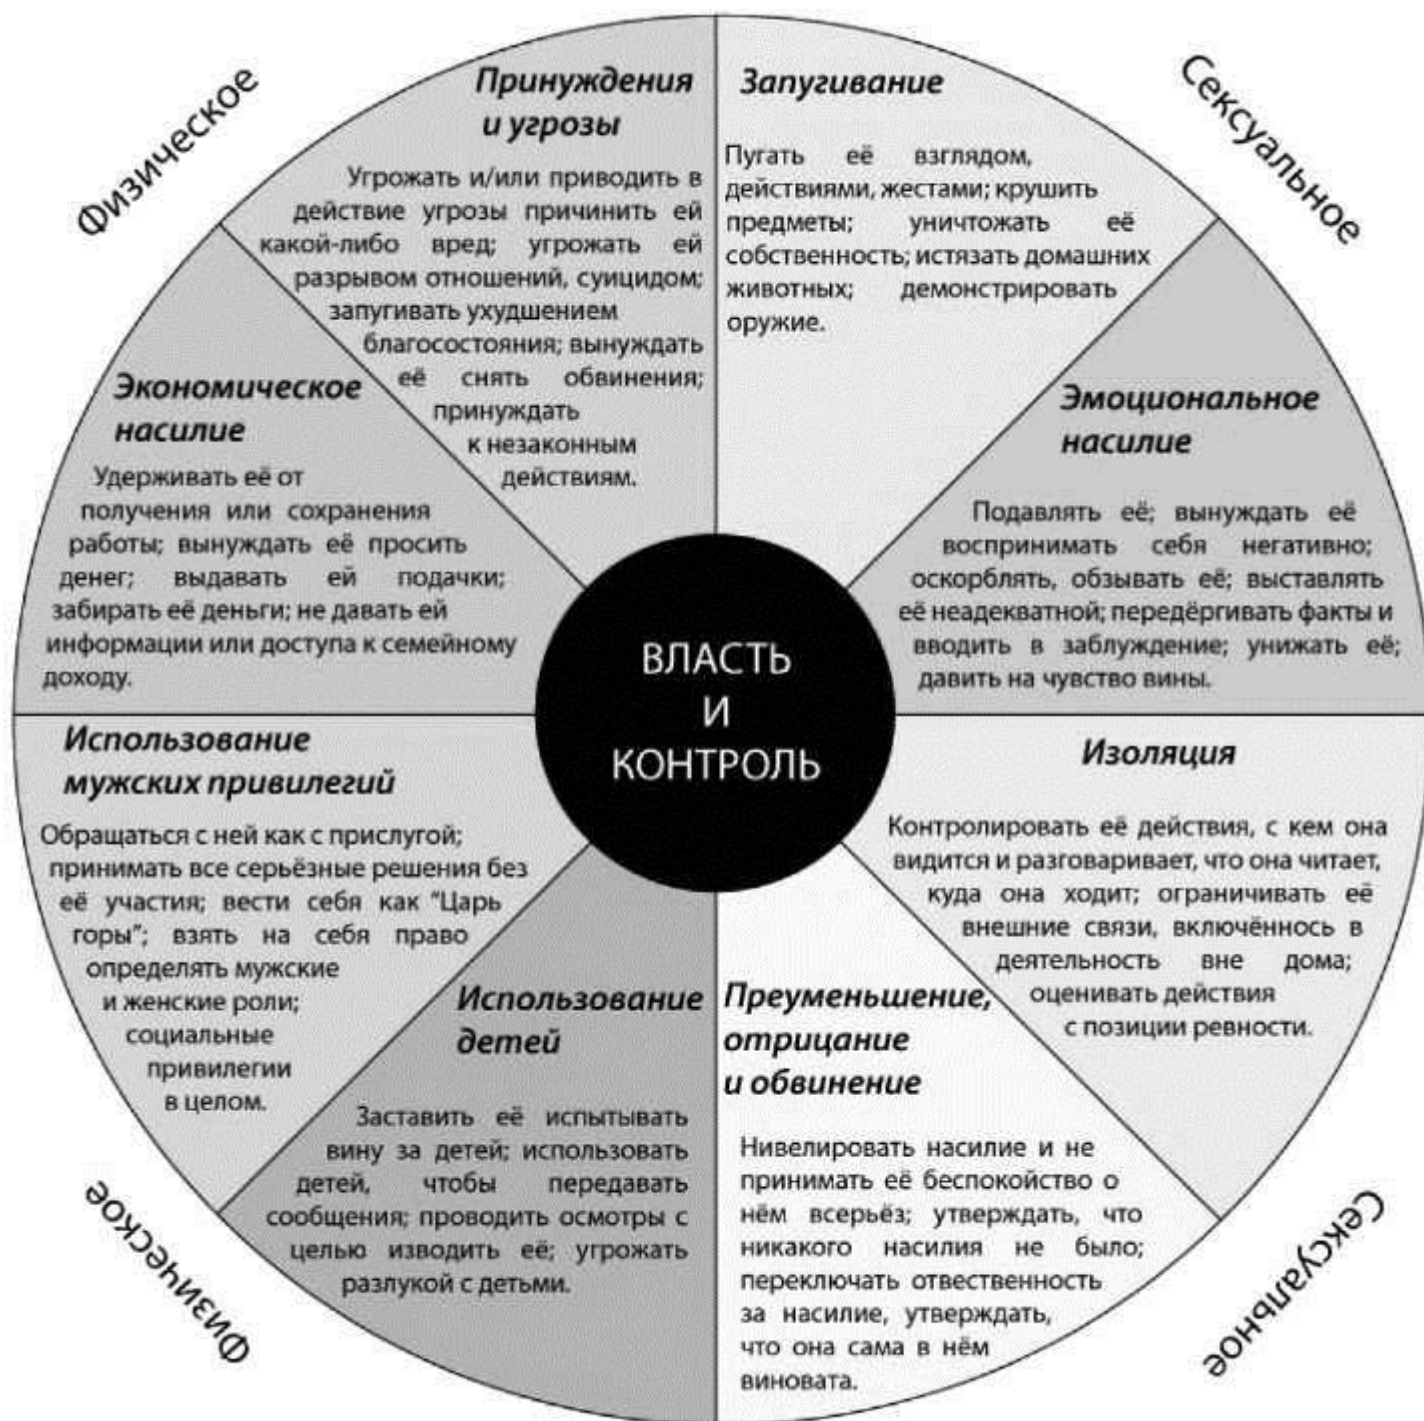 Физическое
Сексуальное
Принуждения
и угрозы
Угрожать и/или приводить в
действие угрозы причинить ей
какой-либо вред; угрожать ей
разрывом отношений, суицидом;
запугивать ухудшением
благосостояния; вынуждать
её снять обвинения;
принуждать
к незаконным
действиям.
Запугивание
Пугать её взглядом,
действиями, жестами; крушить
предметы; уничтожать её
собственность; истязать домашних
животных; демонстрировать
оружие.
Экономическое
насилие
Удерживать её от
получения или сохранения
работы; вынуждать её просить
денег; выдавать ей подачки;
забирать её деньги; не давать ей
информации или доступа к семейному
доходу.
Эмоциональное
насилие
Подавлять её; вынуждать её
воспринимать себя негативно;
оскорблять, обзывать её; выставлять
её неадекватной; передёргивать факты и
вводить в заблуждение; унижать её;
давить на чувство вины.
ВЛАСТЬ
И
КОНТРОЛЬ
Использование
мужских привилегий
Обращаться с ней как с прислугой;
принимать все серьёзные решения без
её участия; вести себя как "Царь
горы"; взять на себя право
определять мужские
и женские роли;
социальные
привилегии
в целом.
Изоляция
Контролировать её действия, с кем она
видится и разговаривает, что она читает,
куда она ходит; ограничивать её
внешние связи, включённось в
деятельность вне дома;
оценивать действия
с позиции ревности.
Использование
детей
Заставить её испытывать
вину за детей; использовать
детей, чтобы передавать
сообщения; проводить осмотры с
целью изводить её; угрожать
разлукой с детьми.
Преуменьшение,
отрицание
и обвинение
Нивелировать насилие и не
принимать её беспокойство о
нём всерьёз; утверждать, что
никакого насилия не было;
переключать отвественность
за насилие, утверждать,
что она сама в нём
виновата.
Физическое
Сексуальное